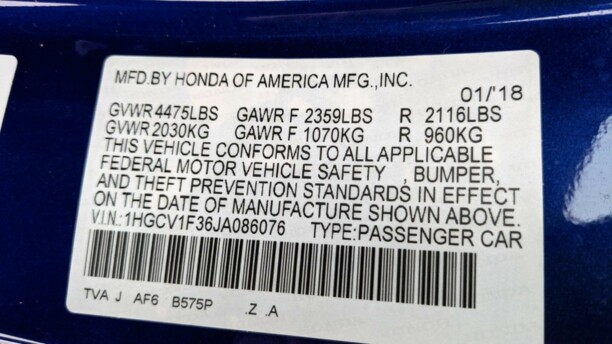 MFD.BY HONDA OF AMERICA MFG.,INC.
01/'18
GVWR 4475LBS GAWR F 2359LBS R 2116LBS
GVWR 2030KG GAWR F 1070KG R 960KG
THIS VEHICLE CONFORMS TO ALL APPLICABLE
FEDERAL MOTOR VEHICLE SAFETY , BUMPER,
AND THEFT PREVENTION STANDARDS IN EFFECT
ON THE DATE OF MANUFACTURE SHOWN ABOVE.
V.I.N.:1HGCV1F36JA086076 TYPE:PASSENGER CAR
TVA J AF6 B575P .Z .A